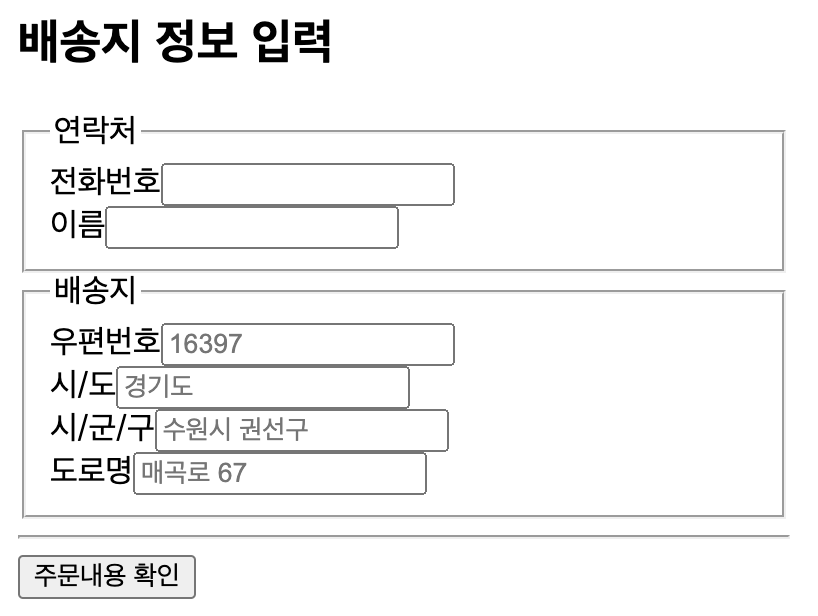 배송지 정보 입력
연락처
전화번호
이름
배송지
우편번호 16397
시/도 경기도
시/군/구 수원시 권선구
도로명 매곡로 67
주문내용 확인